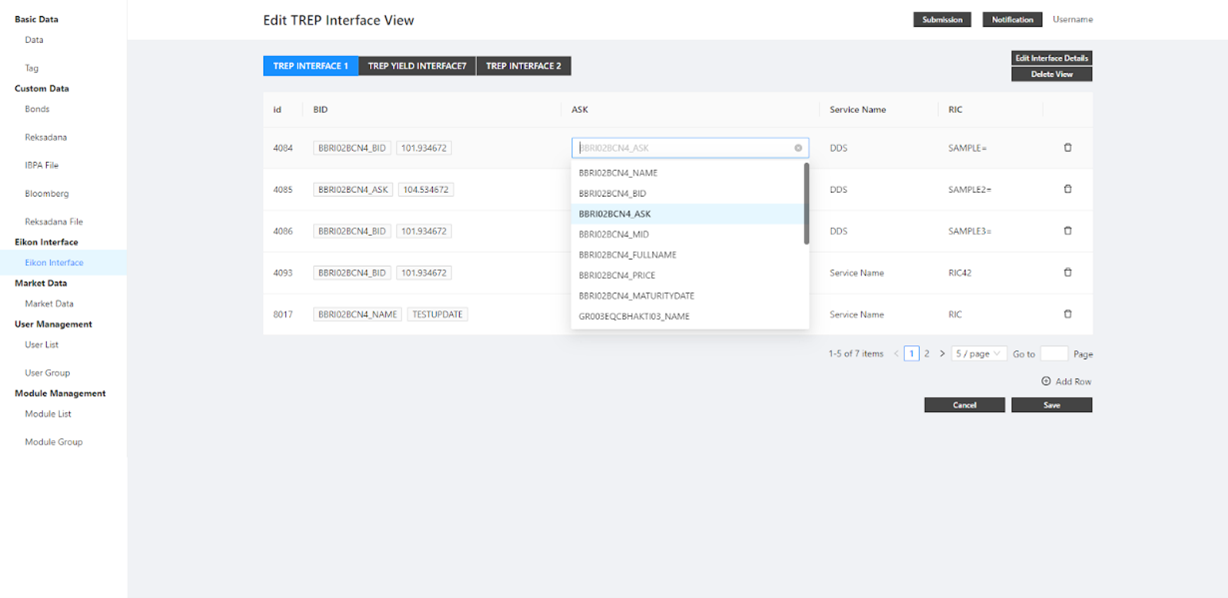 Basic Data
Data
Tag
Custom Data
Bonds
Reksadana
IBPA File
Bloomberg
Reksadana File
Eikon Interface
Eikon Interface
Market Data
Market Data
User Management
User List
User Group
Module Management
Module List
Module Group
Edit TREP Interface View
Submission Notification Username
TREP INTERFACE 1 TREP YIELD INTERFACE7 TREP INTERFACE 2
Edit Interface Details
Delete View
id BID ASK Service Name RIC
4084 BBRI02BCN4_BID 101.934672 BBRI02BCN4_ASK DDS SAMPLE=
4085 BBRI02BCN4_ASK 104.534672 DDS SAMPLE2=
4086 BBRI02BCN4_BID 101.934672 DDS SAMPLE3=
4093 BBRI02BCN4_BID 101.934672 Service Name RIC42
8017 BBRI02BCN4_NAME TESTUPDATE Service Name RIC
BBRI02BCN4_NAME
BBRI02BCN4_BID
BBRI02BCN4_ASK
BBRI02BCN4_MID
BBRI02BCN4_FULLNAME
BBRI02BCN4_PRICE
BBRI02BCN4_MATURITYDATE
GR003EQCBHAKTI03_NAME
1-5 of 7 items < 1 2 > 5 / page Go to Page
Add Row
Cancel Save